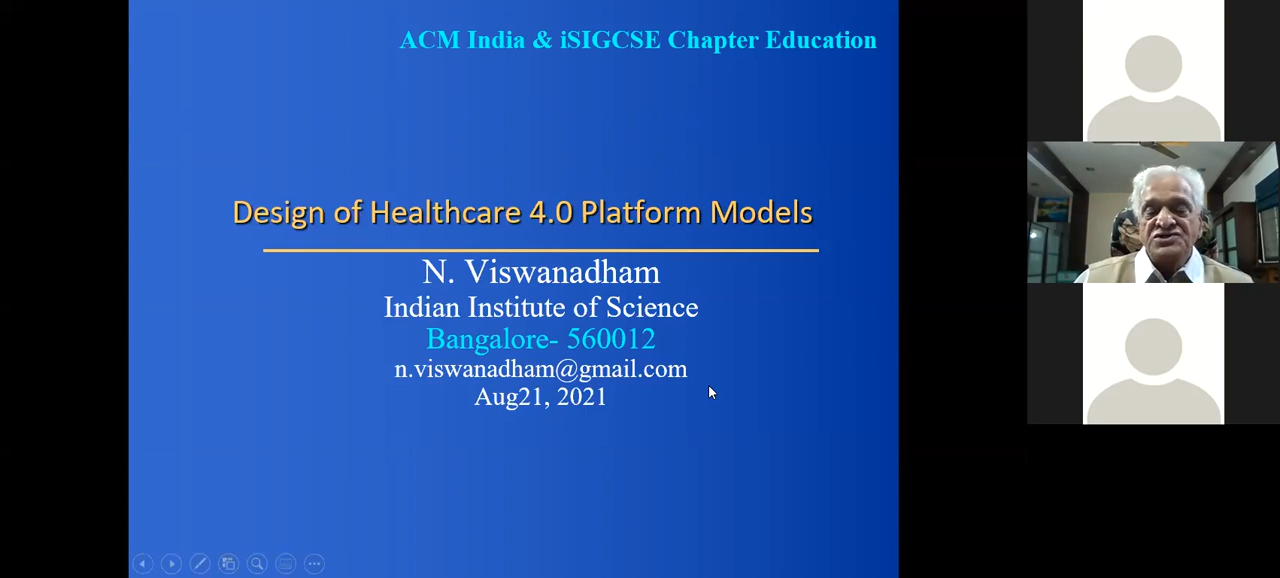 ACM India & iSIGCSE Chapter Education
Design of Healthcare 4.0 Platform Models
N. Viswanadham
Indian Institute of Science
Bangalore- 560012
n.viswanadham@gmail.com
Aug21, 2021